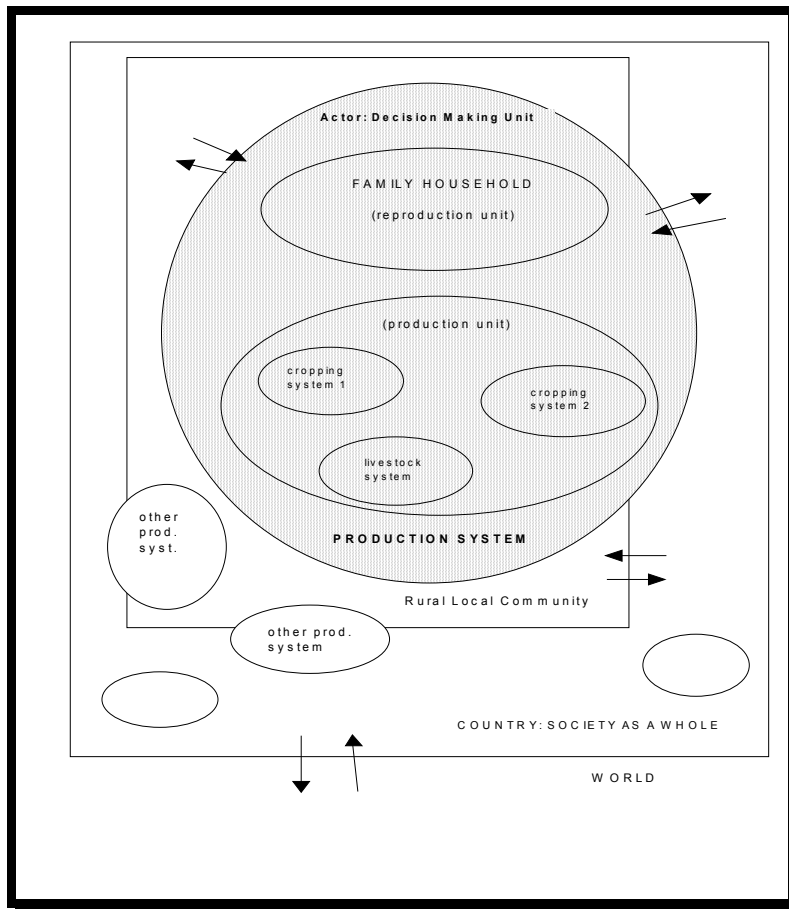 Actor: Decision Making Unit
FAMILY HOUSEHOLD
(reproduction unit)
(production unit)
cropping
system 1
cropping
system 2
livestock
system
PRODUCTION SYSTEM
other
prod.
syst.
Rural Local Community
other prod.
system
COUNTRY: SOCIETY AS A WHOLE
WORLD